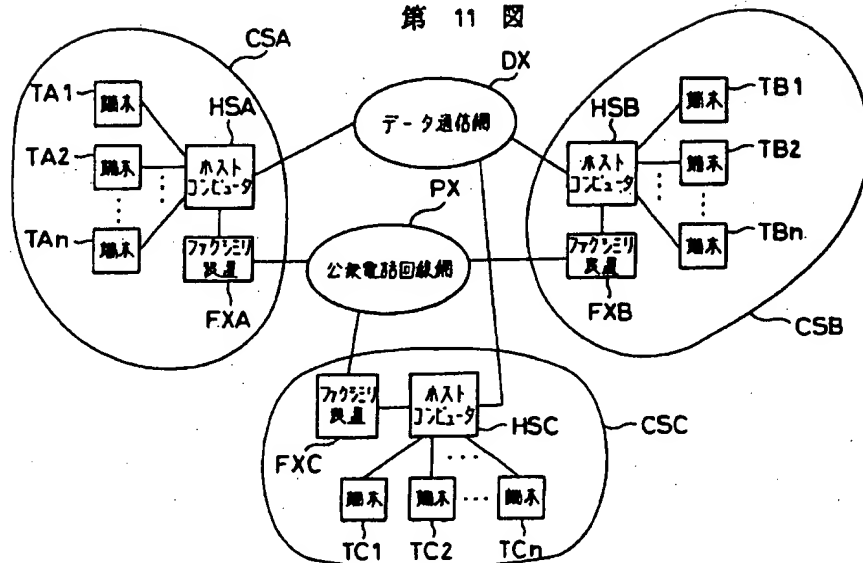 第 11 図
CSA
DX
TA1
端末
HSA
データ通信網
HSB
端末
TB1
TA2
端末
ホスト
コンピュータ
ホスト
コンピュータ
端末
TB2
PX
TAn
端末
ファクシミリ
装置
公衆電話回線網
ファクシミリ
装置
端末
TBn
FXA
FXB
CSB
ファクシミリ
装置
ホスト
コンピュータ
HSC
CSC
FXC
端末
端末
端末
TC1
TC2
TCn